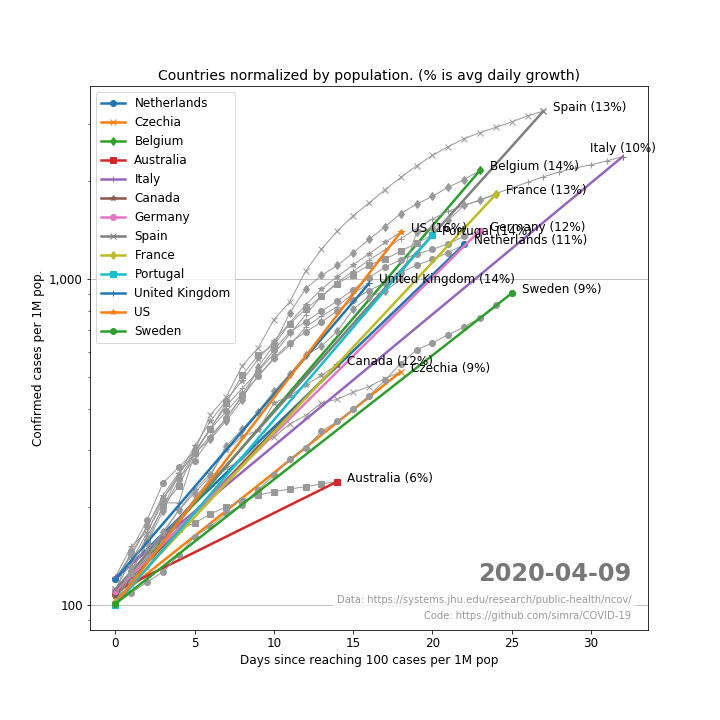 Countries normalized by population. (% is avg daily growth)
Netherlands
Czechia
Belgium
Australia
Italy
Canada
Germany
Spain
France
Portugal
United Kingdom
US
Sweden
Spain (13%)
Italy (10%)
Belgium (14%)
France (13%)
US (16%)
Portugal (14%)
Germany (12%)
Netherlands (11%)
United Kingdom (14%)
Sweden (9%)
Canada (12%)
Czechia (9%)
Australia (6%)
1,000
100
Confirmed cases per 1M pop.
2020-04-09
Data: https://systems.jhu.edu/research/public-health/ncov/
Code: https://github.com/simra/COVID-19
0 5 10 15 20 25 30
Days since reaching 100 cases per 1M pop